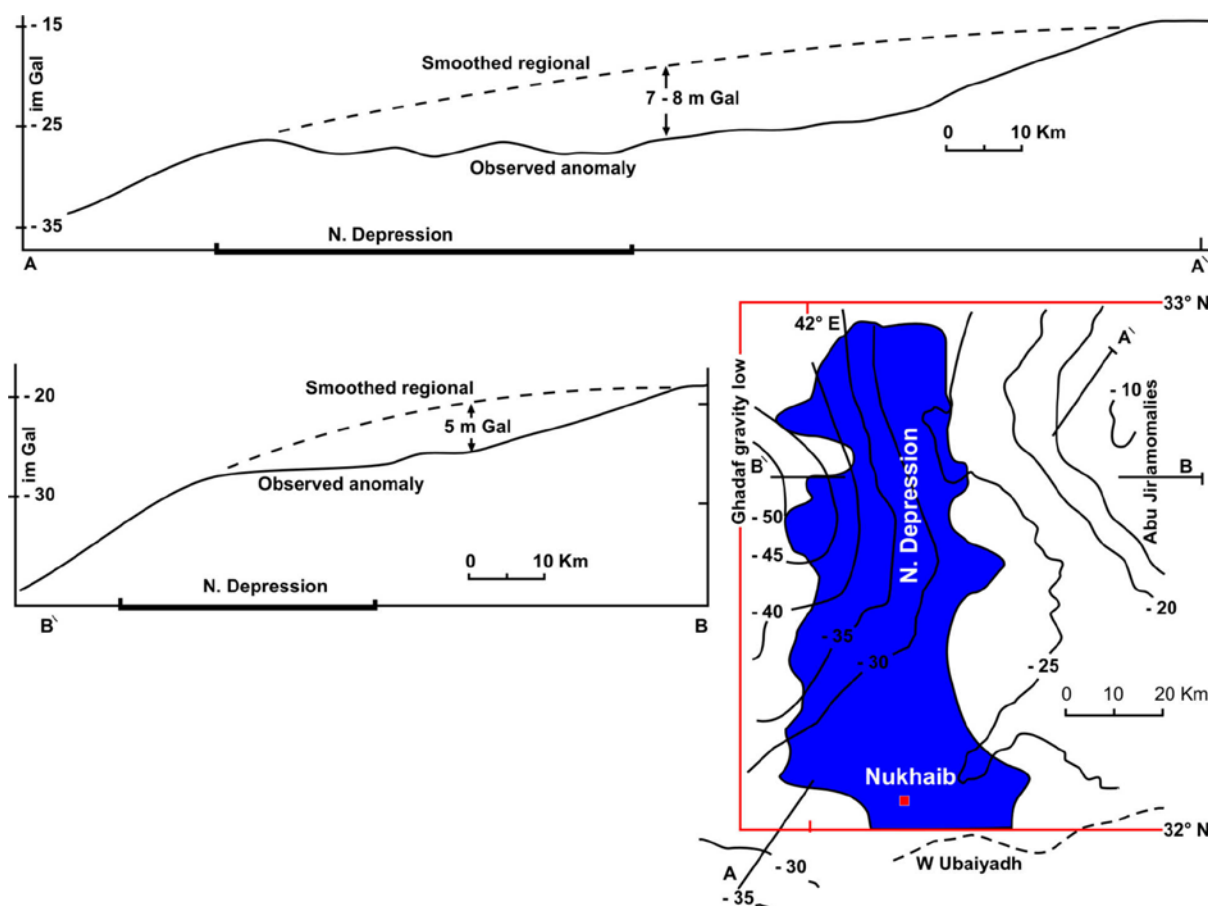 - 15
im Gal
- 25
- 35
Smoothed regional
7 - 8 m Gal
Observed anomaly
0 10 Km
N. Depression
A
A\
- 20
im Gal
- 30
Smoothed regional
5 m Gal
Observed anomaly
0 10 Km
N. Depression
B\
B
33° N
42° E
Ghadaf gravity low
A\
- 10
Abu Jir amomalies
B\
B
N. Depression
- 50
- 45
- 40
- 35
- 30
- 20
- 25
0 10 20 Km
Nukhaib
32° N
W Ubaiyadh
- 30
A
- 35